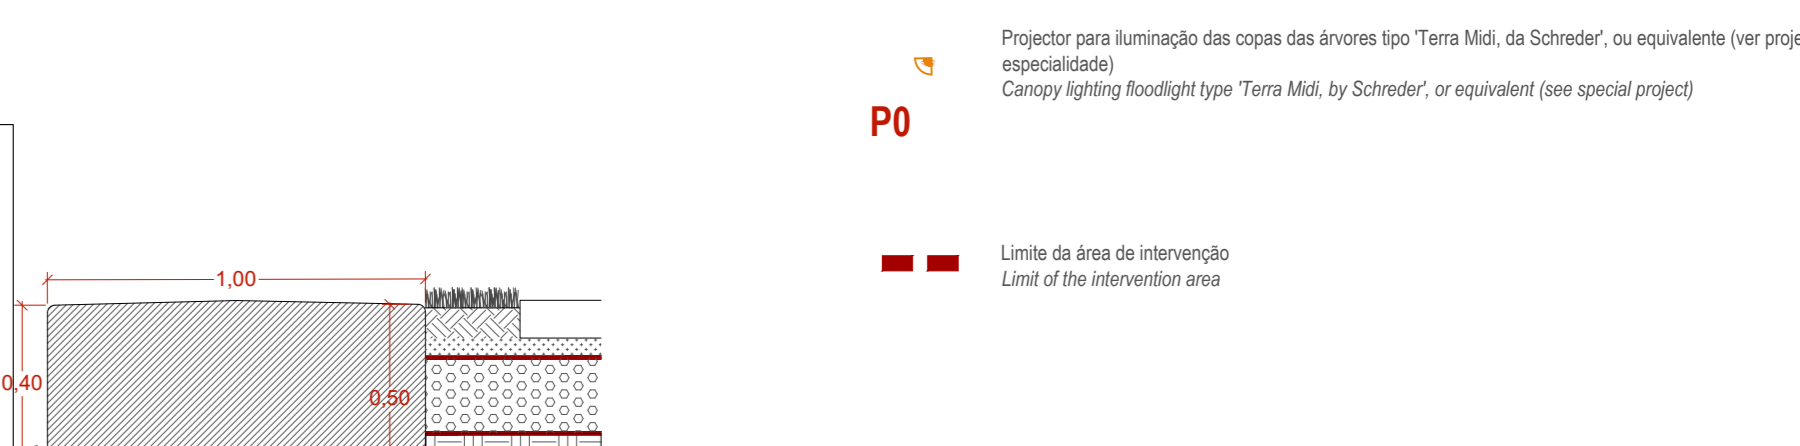 Projector para iluminação das copas das árvores tipo 'Terra Midi, da Schreder', ou equivalente (ver
especialidade)
Canopy lighting floodlight type 'Terra Midi, by Schreder', or equivalent (see special project)
P0
Limite da área de intervenção
Limit of the intervention area
1,00
0,40
0,50